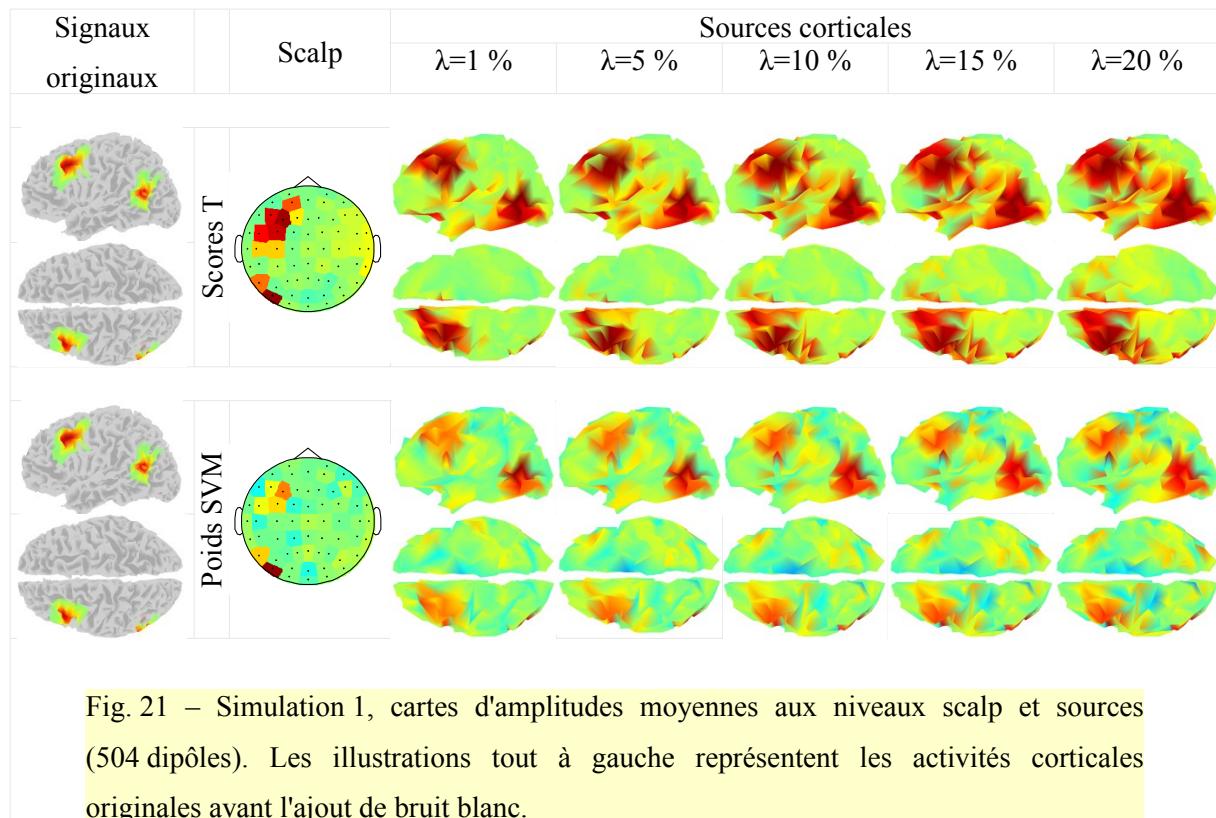 Signaux
originaux
Scalp
Sources corticales
λ=1 %
λ=5 %
λ=10 %
λ=15 %
λ=20 %
Scores T
Poids SVM
Fig. 21 – Simulation 1, cartes d'amplitudes moyennes aux niveaux scalp et sources
(504 dipôles). Les illustrations tout à gauche représentent les activités corticales
originales avant l'ajout de bruit blanc.